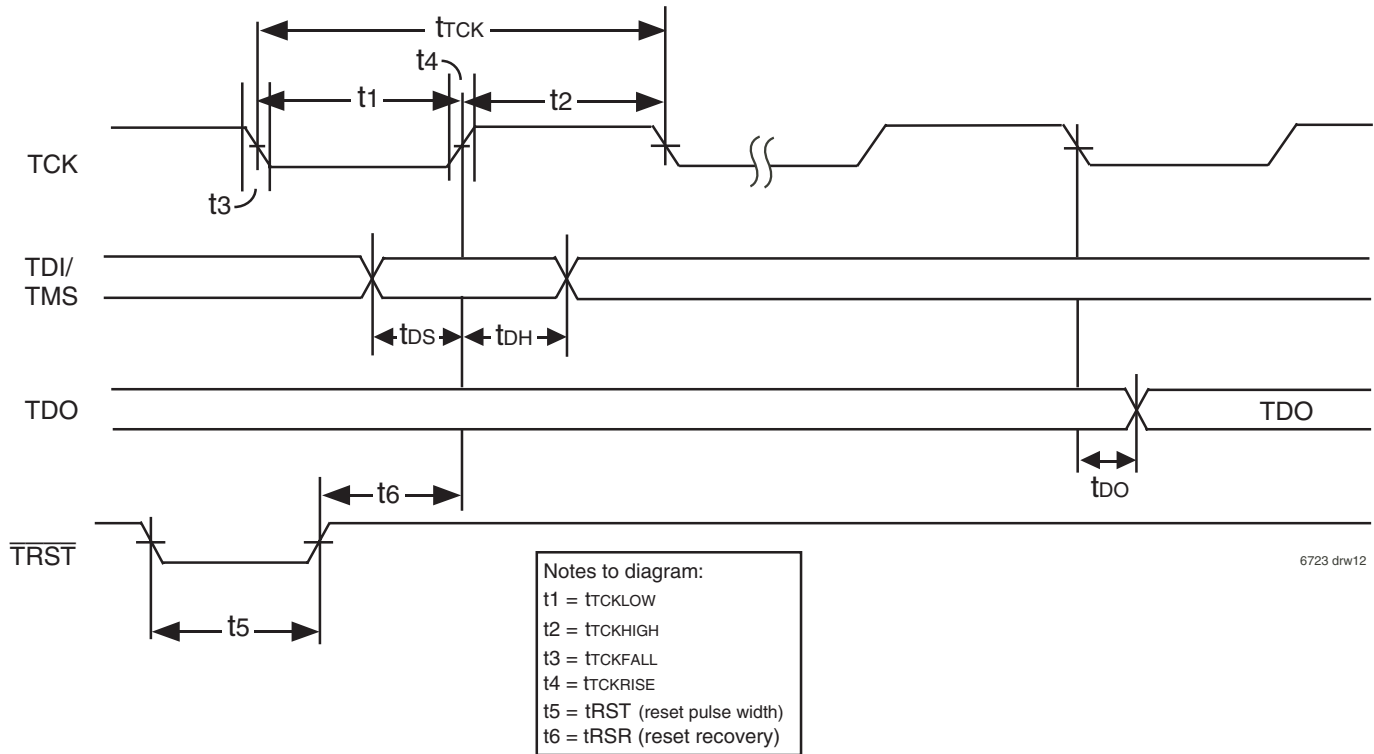 tTCK
t4
t1
t2
TCK
t3
TDI/
TMS
tDS
tDH
TDO
TDO
tDO
t6
TRST
6723 drw12
t5
Notes to diagram:
t1 = tTCKLOW
t2 = tTCKHIGH
t3 = tTCKFALL
t4 = tTCKRISE
t5 = tRST (reset pulse width)
t6 = tRSR (reset recovery)